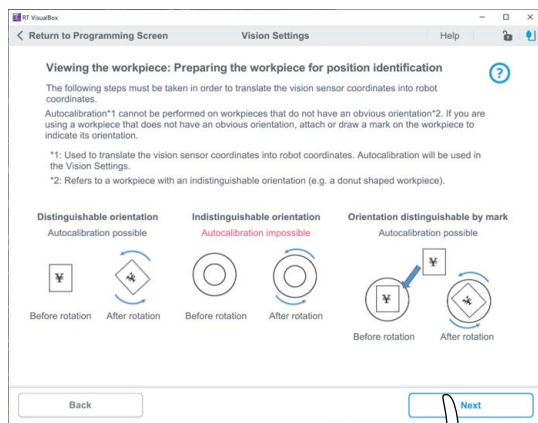 RT VisualBox
Return to Programming Screen Vision Settings Help
Viewing the workpiece: Preparing the workpiece for position identification
The following steps must be taken in order to translate the vision sensor coordinates into robot
coordinates.
Autocalibration*1 cannot be performed on workpieces that do not have an obvious orientation*2. If you are
using a workpiece that does not have an obvious orientation, attach or draw a mark on the workpiece to
indicate its orientation.
*1: Used to translate the vision sensor coordinates into robot coordinates. Autocalibration will be used in
the Vision Settings.
*2: Refers to a workpiece with an indistinguishable orientation (e.g. a donut shaped workpiece).
Distinguishable orientation
Autocalibration possible
¥ ¥
Before rotation After rotation
Indistinguishable orientation
Autocalibration impossible
Before rotation After rotation
Orientation distinguishable by mark
Autocalibration possible
¥
¥ ¥
Before rotation After rotation
Back Next